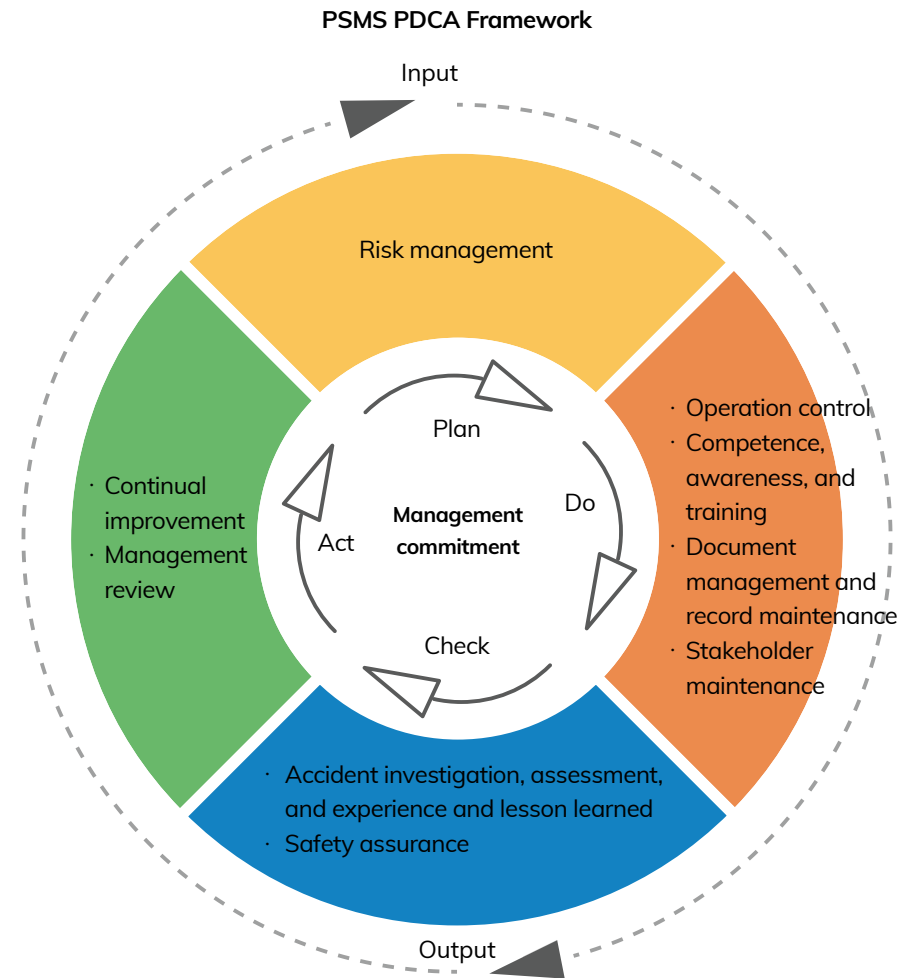 PSMS PDCA Framework
Input
Risk management
Plan
Do
Management
commitment
Act
Check
· Operation control
· Competence,
awareness, and
training
· Document
management and
record maintenance
· Stakeholder
maintenance
· Continual
improvement
· Management
review
· Accident investigation, assessment,
and experience and lesson learned
· Safety assurance
Output